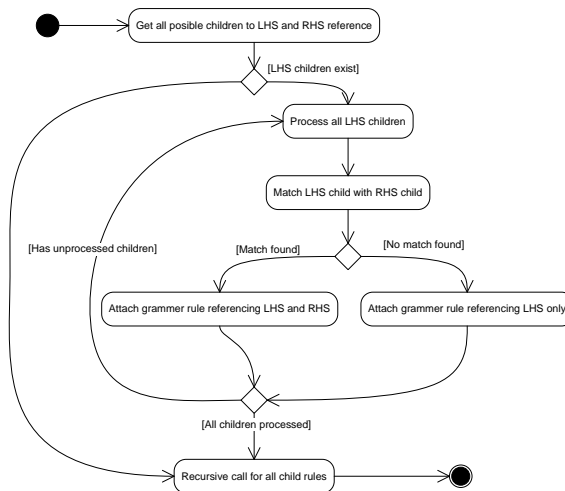 Get all posible children to LHS and RHS reference
[LHS children exist]
Process all LHS children
Match LHS child with RHS child
[Has unprocessed children]
[Match found]
[No match found]
Attach grammer rule referencing LHS and RHS
Attach grammer rule referencing LHS only
[All children processed]
Recursive call for all child rules